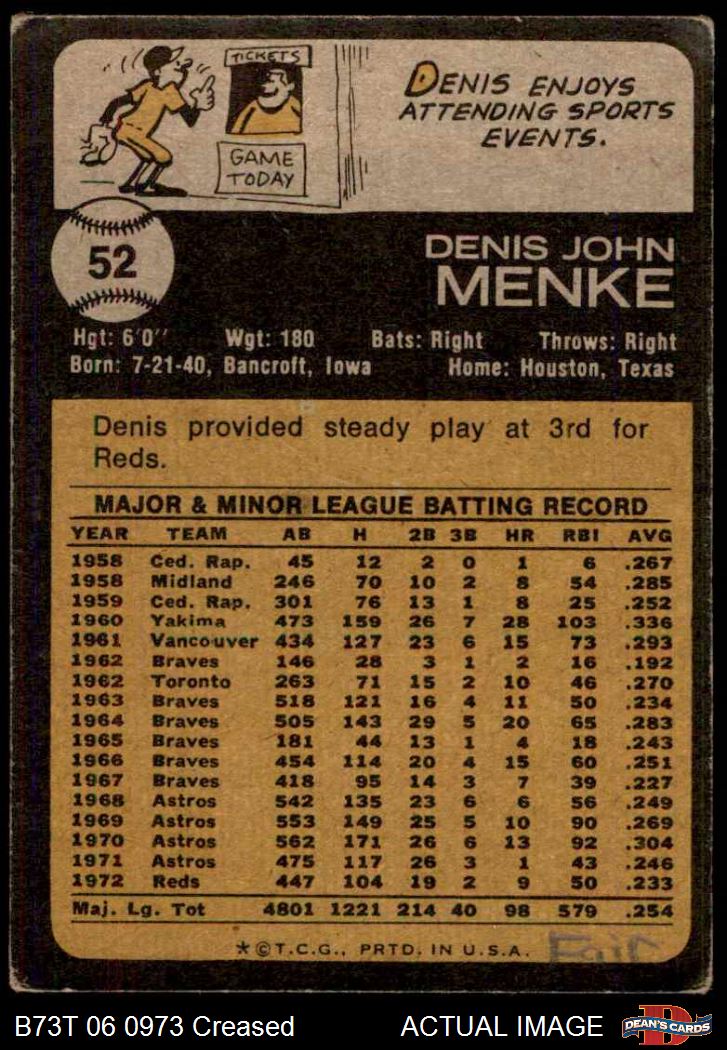 TICKETS
GAME
TODAY
DENIS ENJOYS
ATTENDING SPORTS
EVENTS.
52
DENIS JOHN
MENKE
Hgt: 6'0" Wgt: 180 Bats: Right Throws: Right
Born: 7-21-40, Bancroft, Iowa Home: Houston, Texas
Denis provided steady play at 3rd for
Reds.
MAJOR & MINOR LEAGUE BATTING RECORD
YEAR TEAM AB H 2B 3B HR RBI AVG
1958 Ced. Rap. 45 12 2 0 1 6 .267
1958 Midland 246 70 10 2 8 54 .285
1959 Ced. Rap. 301 76 13 1 8 25 .252
1960 Yakima 473 159 26 7 28 103 .336
1961 Vancouver 434 127 23 6 15 73 .293
1962 Braves 146 28 3 1 2 16 .192
1962 Toronto 263 71 15 2 10 46 .270
1963 Braves 518 121 16 4 11 50 .234
1964 Braves 505 143 29 5 20 65 .283
1965 Braves 181 44 13 1 4 18 .243
1966 Braves 454 114 20 4 15 60 .251
1967 Braves 418 95 14 3 7 39 .227
1968 Astros 542 135 23 6 6 56 .249
1969 Astros 553 149 25 5 10 90 .269
1970 Astros 562 171 26 6 13 92 .304
1971 Astros 475 117 26 3 1 43 .246
1972 Reds 447 104 19 2 9 50 .233
Maj. Lg. Tot 4801 1221 214 40 98 579 .254
*©T.C.G., PRTD. IN U.S.A.
Fair
B73T 06 0973 Creased ACTUAL IMAGE
D
DEAN'S CARDS